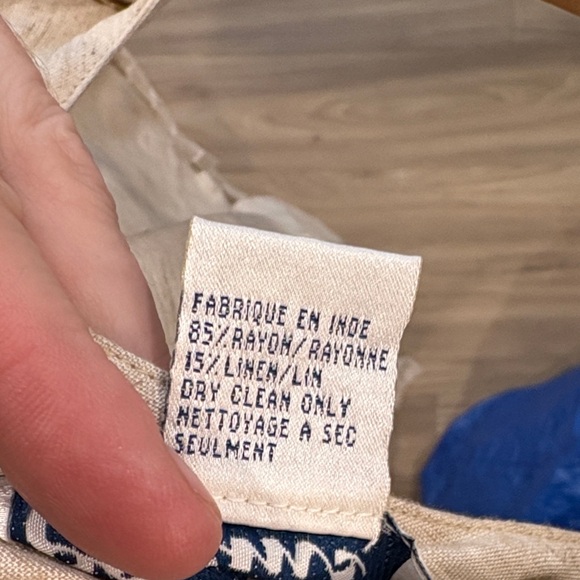 FABRIQUE EN INDE
85%RAYON/RAYONNE
15%LINEN/LIN
DRY CLEAN ONLY
NETTOYAGE A SEC
SEULMENT